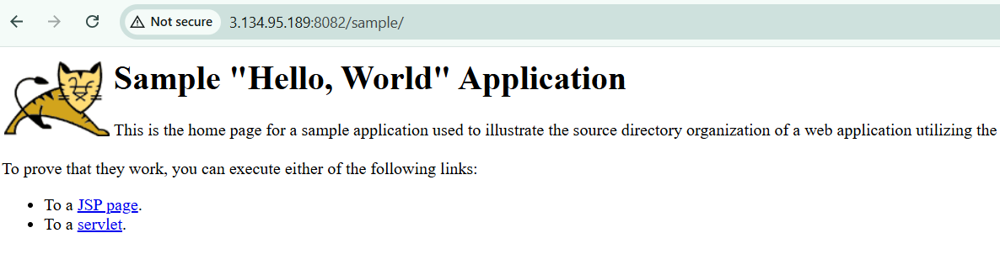 Not secure 3.134.95.189:8082/sample/
Sample "Hello, World" Application
This is the home page for a sample application used to illustrate the source directory organization of a web application utilizing the
To prove that they work, you can execute either of the following links:
• To a JSP page.
• To a servlet.